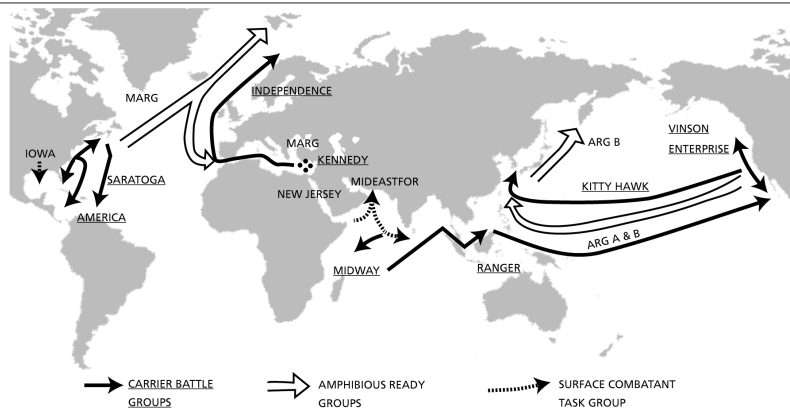 MARG
INDEPENDENCE
IOWA
SARATOGA
AMERICA
MARG
KENNEDY
NEW JERSEY
MIDEASTFOR
MIDWAY
RANGER
ARG B
VINSON
ENTERPRISE
KITTY HAWK
ARG A & B
CARRIER BATTLE
GROUPS
AMPHIBIOUS READY
GROUPS
SURFACE COMBATANT
TASK GROUP